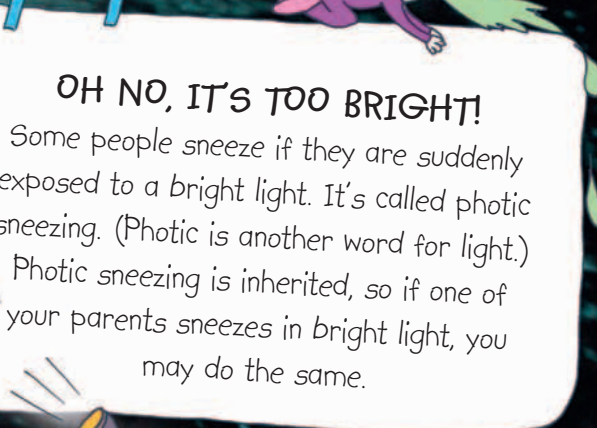 OH NO, IT'S TOO BRIGHT!
Some people sneeze if they are suddenly
exposed to a bright light. It's called photic
sneezing. (Photic is another word for light.)
Photic sneezing is inherited, so if one of
your parents sneezes in bright light, you
may do the same.